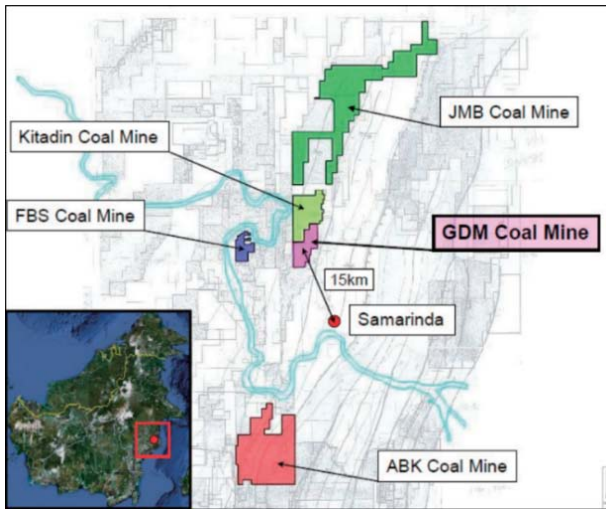 JMB Coal Mine
Kitadin Coal Mine
FBS Coal Mine
GDM Coal Mine
15km
Samarinda
ABK Coal Mine